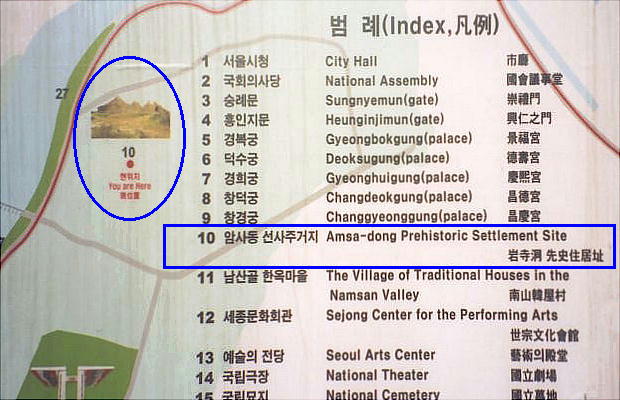 범 례(Index,凡例)
27
10
현위치
You are Here
現位置
1 서울시청 City Hall 市廳
2 국회의사당 National Assembly 國會議事堂
3 숭례문 Sungnyemun(gate) 崇禮門
4 흥인지문 Heunginjimun(gate) 興仁之門
5 경복궁 Gyeongbokgung(palace) 景福宮
6 덕수궁 Deoksugung(palace) 德壽宮
7 경희궁 Gyeonghuigung(palace) 慶熙宮
8 창덕궁 Changdeokgung(palace) 昌德宮
9 창경궁 Changgyeonggung(palace) 昌慶宮
10 암사동 선사주거지 Amsa-dong Prehistoric Settlement Site
岩寺洞 先史住居址
11 남산골 한옥마을 The Village of Traditional Houses in the
Namsan Valley 南山韓屋村
12 세종문화회관 Sejong Center for the Performing Arts
世宗文化會館
13 예술의 전당 Seoul Arts Center 藝術의殿堂
14 국립극장 National Theater 國立劇場
15 국립묘지 National Cemetery 國立墓地